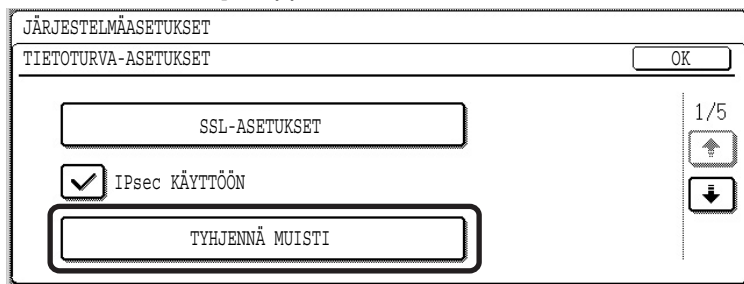 JÄRJESTELMÄASETUKSET
TIETOTURVA-ASETUKSET OK
SSL-ASETUKSET
1/5
IPsec KÄYTTÖÖN
TYHJENNÄ MUISTI